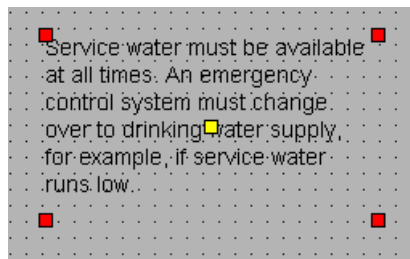 Service water must be available
at all times. An emergency
control system must change
over to drinking water supply,
for example, if service water
runs low.